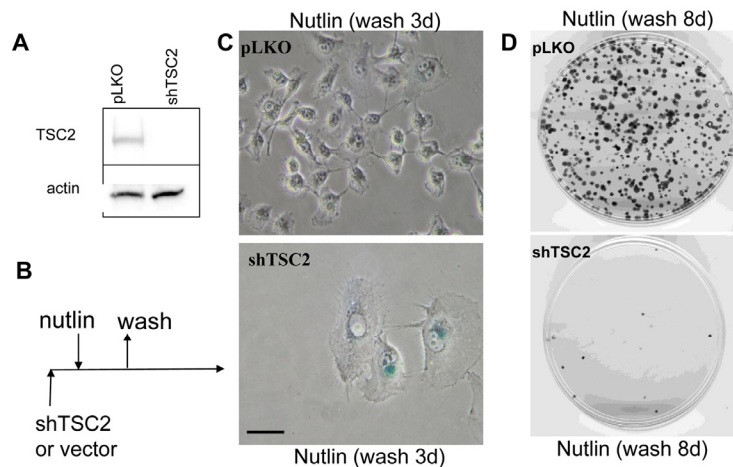 A
pLKO
shTSC2
TSC2
actin
B
nutlin
wash
shTSC2
or vector
C
Nutlin (wash 3d)
pLKO
shTSC2
Nutlin (wash 3d)
D
Nutlin (wash 8d)
pLKO
shTSC2
Nutlin (wash 8d)